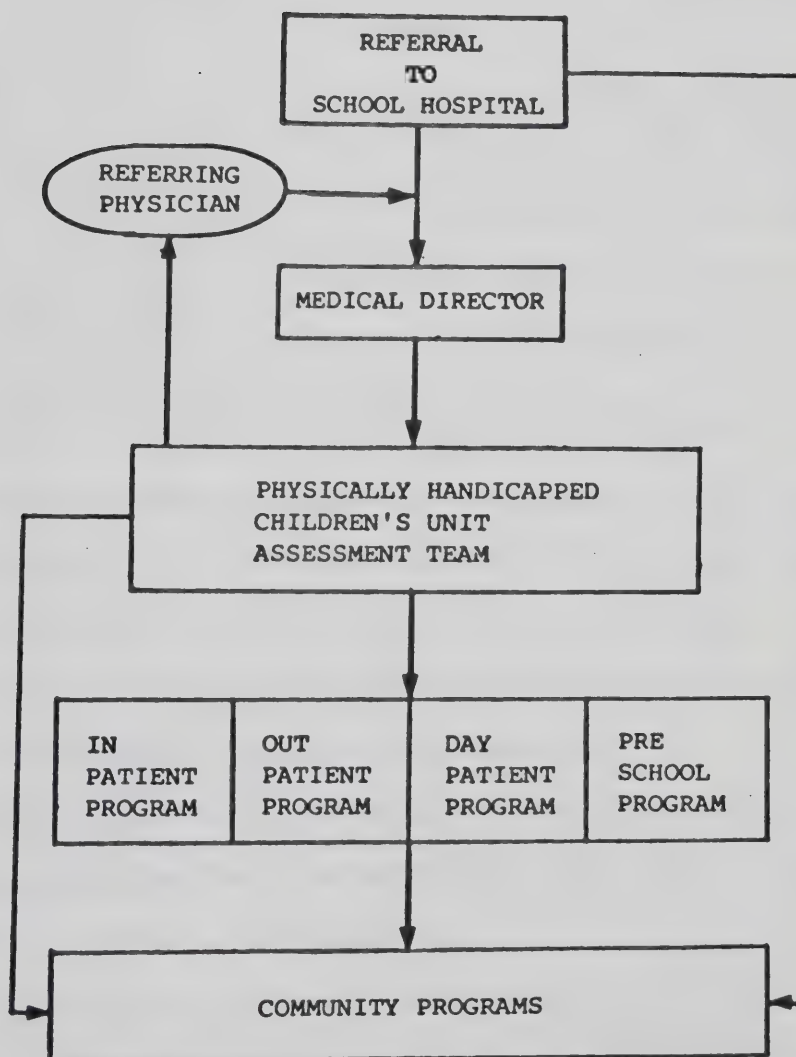 REFERRAL
TO
SCHOOL HOSPITAL
REFERRING
PHYSICIAN
MEDICAL DIRECTOR
PHYSICALLY HANDICAPPED
CHILDREN'S UNIT
ASSESSMENT TEAM
IN
PATIENT
PROGRAM
OUT
PATIENT
PROGRAM
DAY
PATIENT
PROGRAM
PRE
SCHOOL
PROGRAM
COMMUNITY PROGRAMS